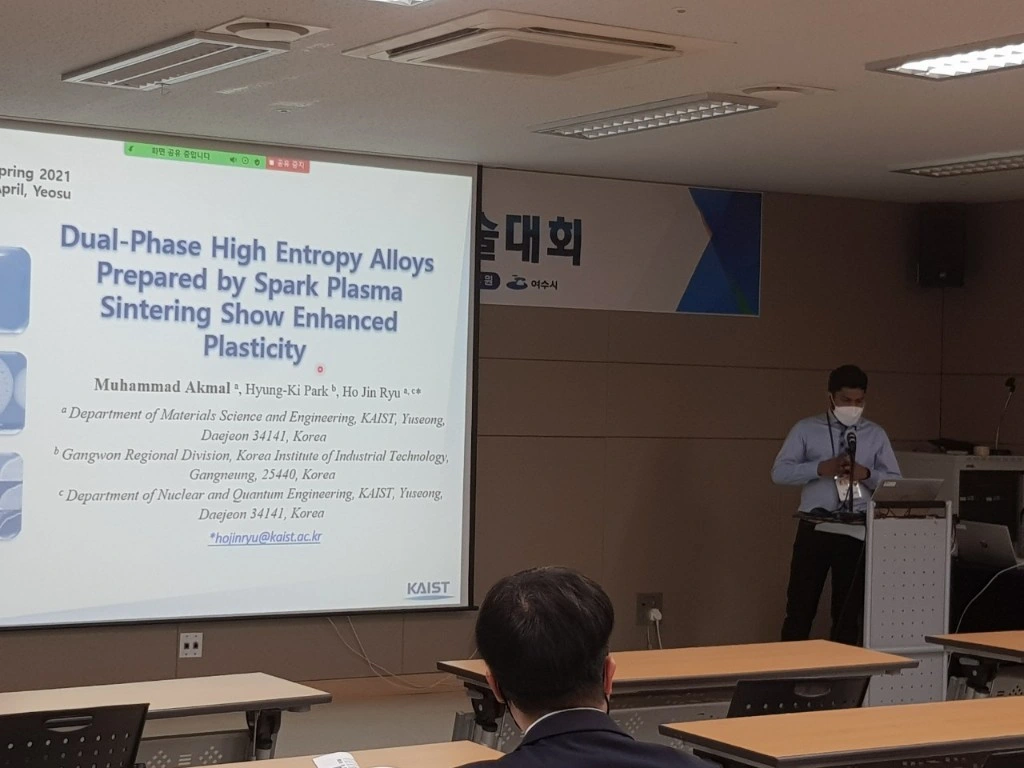 pring 2021
April, Yeosu
화면 공유 중입니다
공유 중지
Dual-Phase High Entropy Alloys
Prepared by Spark Plasma
Sintering Show Enhanced
Plasticity
Muhammad Akmal ᵃ, Hyung-Ki Park ᵇ, Ho Jin Ryu ᵃ, ᶜ*
ᵃ Department of Materials Science and Engineering, KAIST, Yuseong,
Daejeon 34141, Korea
ᵇ Gangwon Regional Division, Korea Institute of Industrial Technology,
Gangneung, 25440, Korea
ᶜ Department of Nuclear and Quantum Engineering, KAIST, Yuseong,
Daejeon 34141, Korea
*hojinryu@kaist.ac.kr
KAIST
술대회
원 여수시